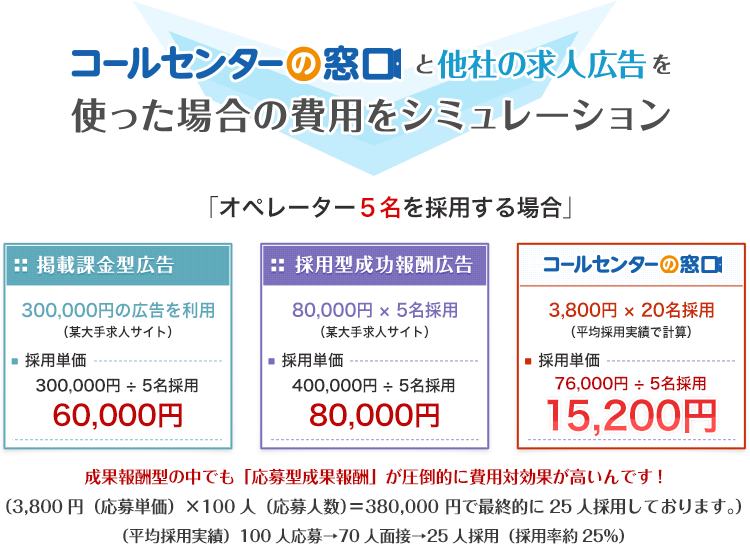 コールセンターの窓口と他社の求人広告を
使った場合の費用をシミュレーション
「オペレーター5名を採用する場合」
掲載課金型広告
300,000円の広告を利用
（某大手求人サイト）
採用単価
300,000円 ÷ 5名採用
60,000円
採用型成功報酬広告
80,000円 × 5名採用
（某大手求人サイト）
採用単価
400,000円 ÷ 5名採用
80,000円
コールセンターの窓口
3,800円 × 20名採用
（平均採用実績で計算）
採用単価
76,000円 ÷ 5名採用
15,200円
成果報酬型の中でも「応募型成果報酬」が圧倒的に費用対効果が高いんです！
（3,800 円（応募単価）×100 人（応募人数）＝380,000 円で最終的に 25 人採用しております。）
（平均採用実績）100 人応募→70 人面接→25 人採用（採用率約 25%）